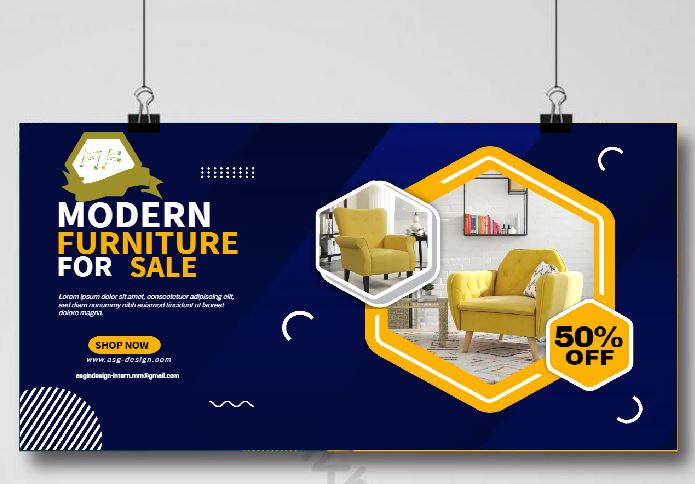 MODERN
FURNITURE
FOR SALE
Lorem ipsum dolor sit amet, consectetuer adipiscing elit,
sed diam nonummy nibh euismod tincidunt ut laoreet
dolore magna.
SHOP NOW
www.asg-design.com
50%
OFF